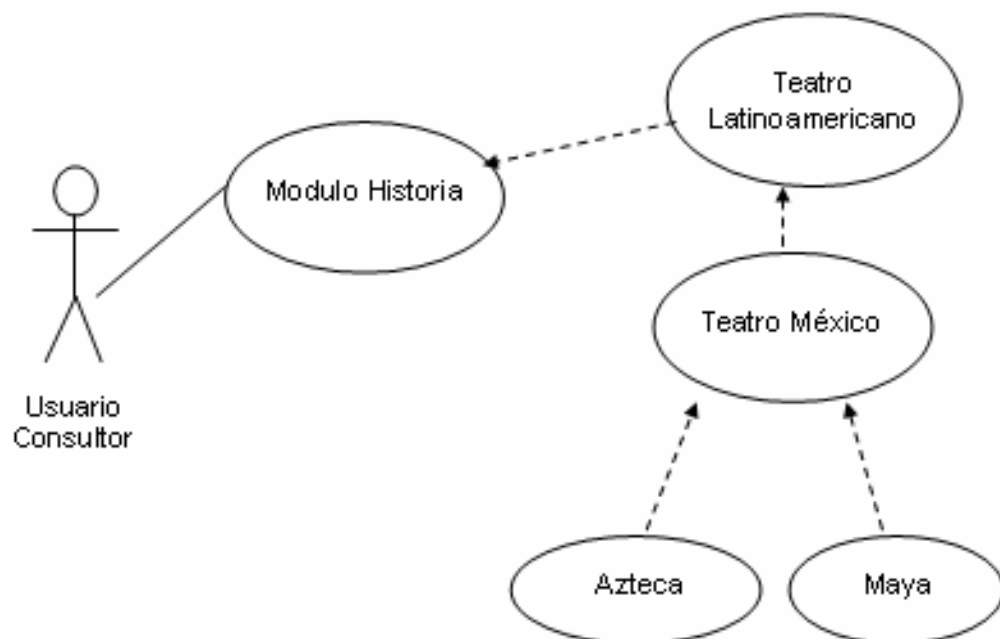 Teatro
Latinoamericano
Modulo Historia
Teatro México
Usuario
Consultor
Azteca
Maya